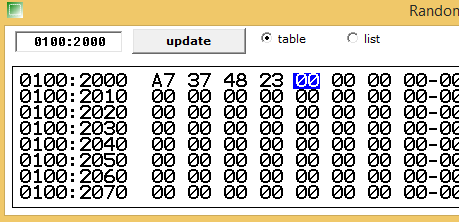 Random
0100:2000 update table list
0100:2000 A7 37 48 23 00 00 00 00-00
0100:2010 00 00 00 00 00 00 00 00-00
0100:2020 00 00 00 00 00 00 00 00-00
0100:2030 00 00 00 00 00 00 00 00-00
0100:2040 00 00 00 00 00 00 00 00-00
0100:2050 00 00 00 00 00 00 00 00-00
0100:2060 00 00 00 00 00 00 00 00-00
0100:2070 00 00 00 00 00 00 00 00-00